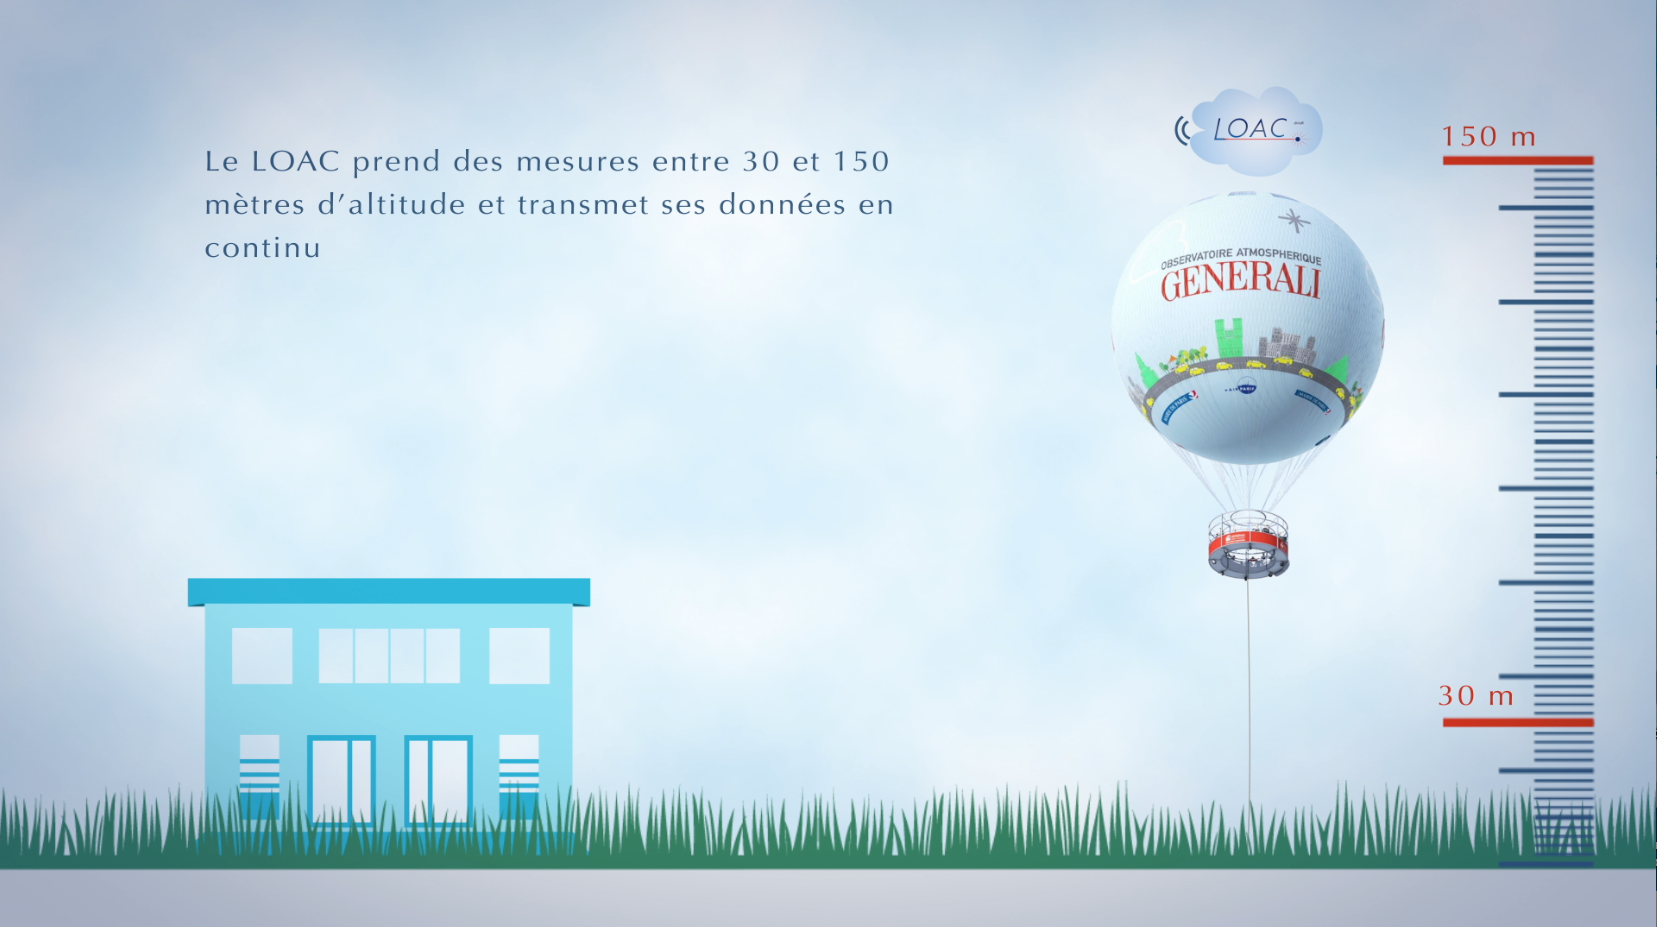 LOAC
150 m
Le LOAC prend des mesures entre 30 et 150
mètres d’altitude et transmet ses données en
continu
OBSERVATOIRE ATMOSPHERIQUE
GENERALI
30 m